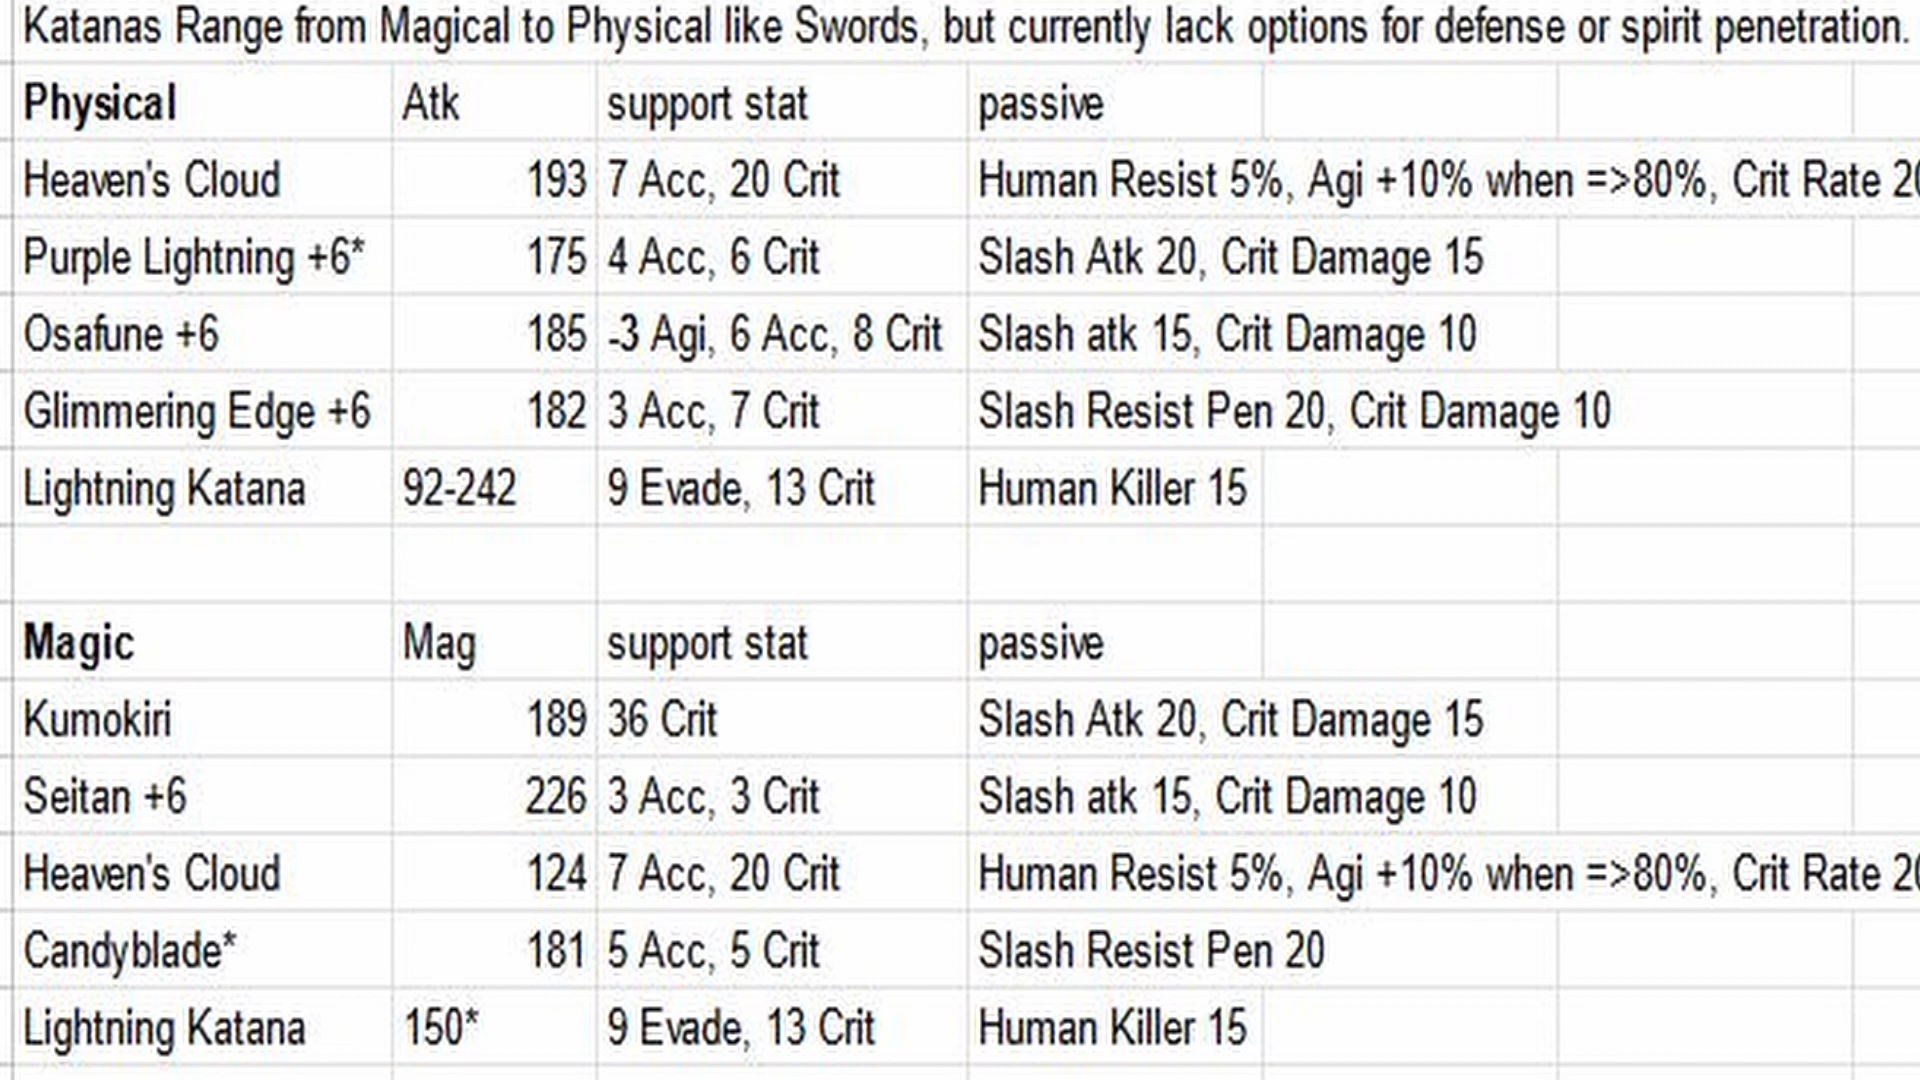 Katanas Range from Magical to Physical like Swords, but currently lack options for defense or spirit penetration.
Physical Atk support stat passive
Heaven's Cloud 193 7 Acc, 20 Crit Human Resist 5%, Agi +10% when =>80%, Crit Rate 20
Purple Lightning +6* 175 4 Acc, 6 Crit Slash Atk 20, Crit Damage 15
Osafune +6 185 -3 Agi, 6 Acc, 8 Crit Slash atk 15, Crit Damage 10
Glimmering Edge +6 182 3 Acc, 7 Crit Slash Resist Pen 20, Crit Damage 10
Lightning Katana 92-242 9 Evade, 13 Crit Human Killer 15
Magic Mag support stat passive
Kumokiri 189 36 Crit Slash Atk 20, Crit Damage 15
Seitan +6 226 3 Acc, 3 Crit Slash atk 15, Crit Damage 10
Heaven's Cloud 124 7 Acc, 20 Crit Human Resist 5%, Agi +10% when =>80%, Crit Rate 20
Candyblade* 181 5 Acc, 5 Crit Slash Resist Pen 20
Lightning Katana 150* 9 Evade, 13 Crit Human Killer 15